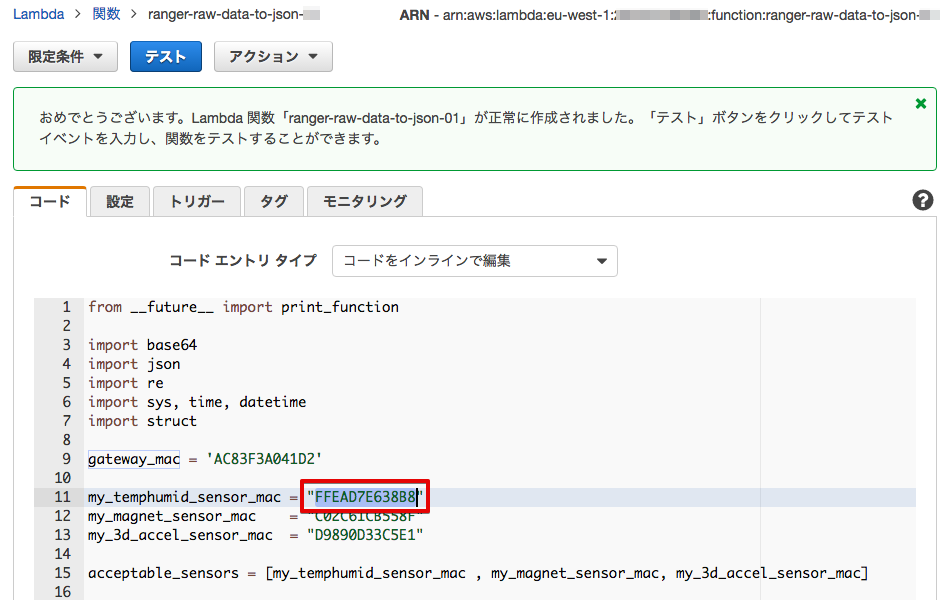 Lambda > 関数 > ranger-raw-data-to-json-
ARN - arn:aws:lambda:eu-west-1: :function:ranger-raw-data-to-json-
限定条件 テスト アクション
おめでとうございます。Lambda 関数「ranger-raw-data-to-json-01」が正常に作成されました。「テスト」ボタンをクリックしてテスト
イベントを入力し、関数をテストすることができます。
コード 設定 トリガー タグ モニタリング
コード エントリ タイプ コードをインラインで編集
1 from __future__ import print_function
2
3 import base64
4 import json
5 import re
6 import sys, time, datetime
7 import struct
8
9 gateway_mac = 'AC83F3A041D2'
10
11 my_temphumid_sensor_mac = "FFEAD7E638B8"
12 my_magnet_sensor_mac = "C02C61CB558F"
13 my_3d_accel_sensor_mac = "D9890D33C5E1"
14
15 acceptable_sensors = [my_temphumid_sensor_mac , my_magnet_sensor_mac, my_3d_accel_sensor_mac]
16